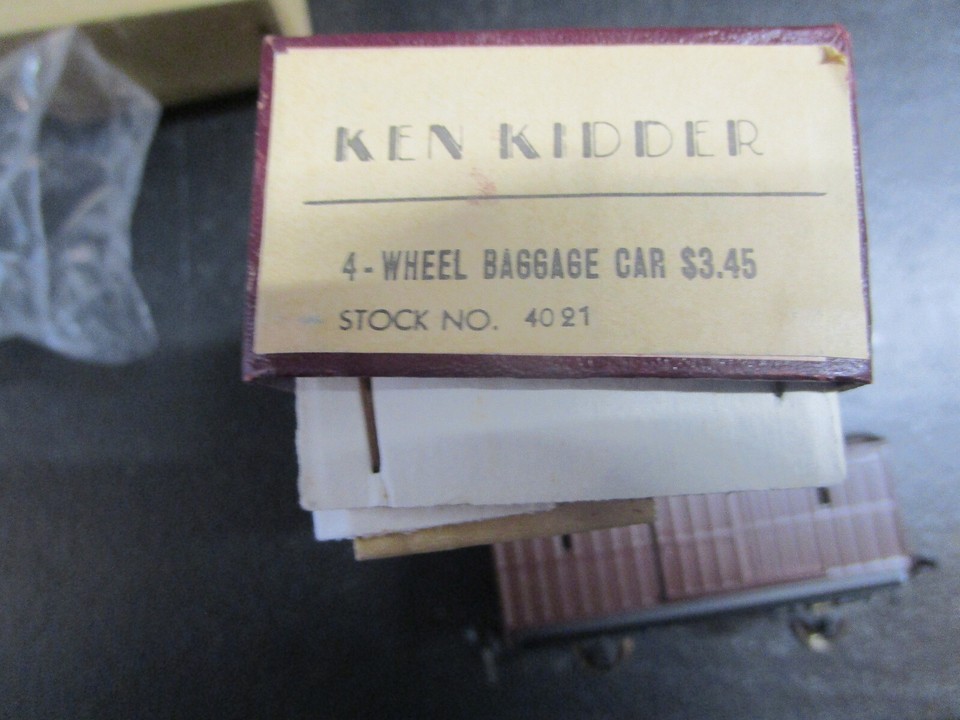 KEN KIDDER
4-WHEEL BAGGAGE CAR $3.45
STOCK NO. 4021